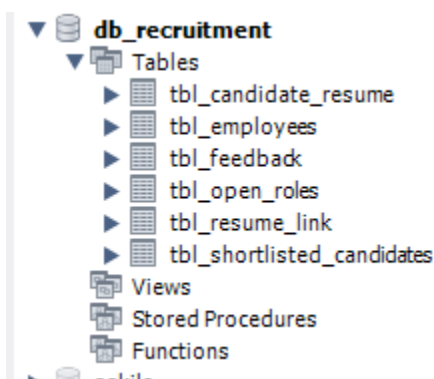 db_recruitment
Tables
tbl_candidate_resume
tbl_employees
tbl_feedback
tbl_open_roles
tbl_resume_link
tbl_shortlisted_candidates
Views
Stored Procedures
Functions